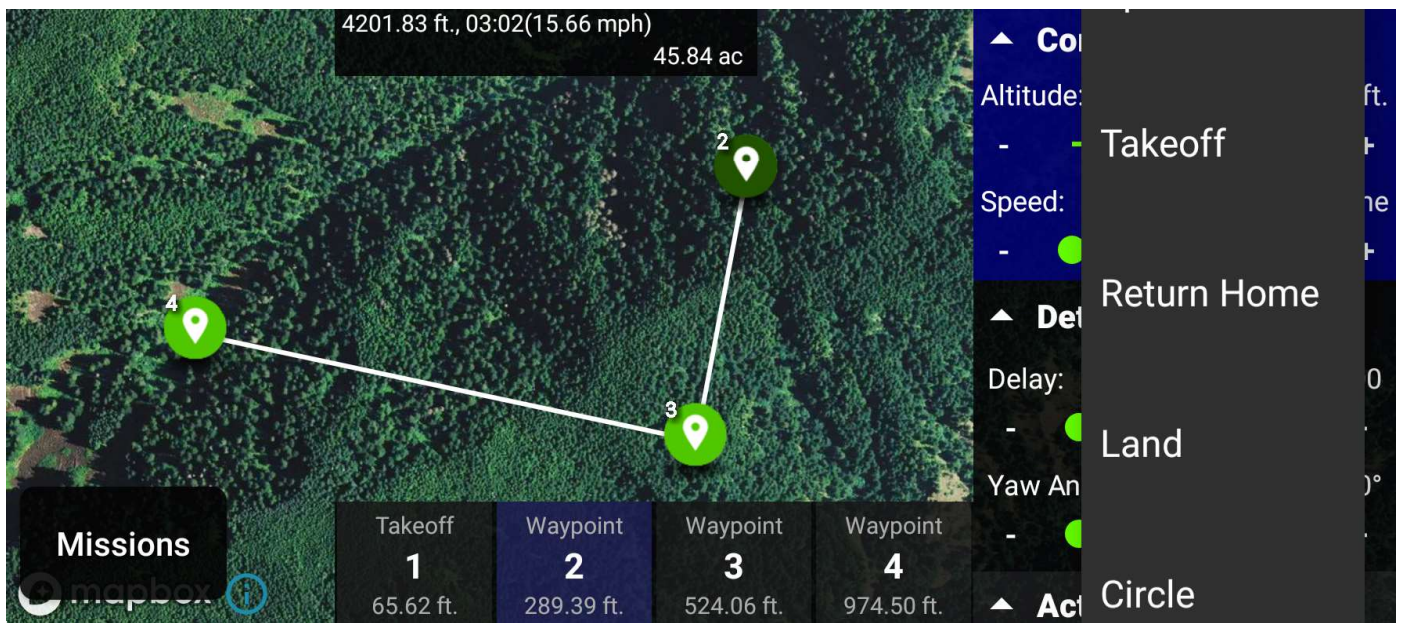 4201.83 ft., 03:02(15.66 mph)
45.84 ac
2
4
3
Missions
mapbox
Takeoff
1
65.62 ft.
Waypoint
2
289.39 ft.
Waypoint
3
524.06 ft.
Waypoint
4
974.50 ft.
Altitude:
ft.
-
+
Speed:
-
+
Delay:
0
-
Yaw
-
Takeoff
Return Home
Land
Circle